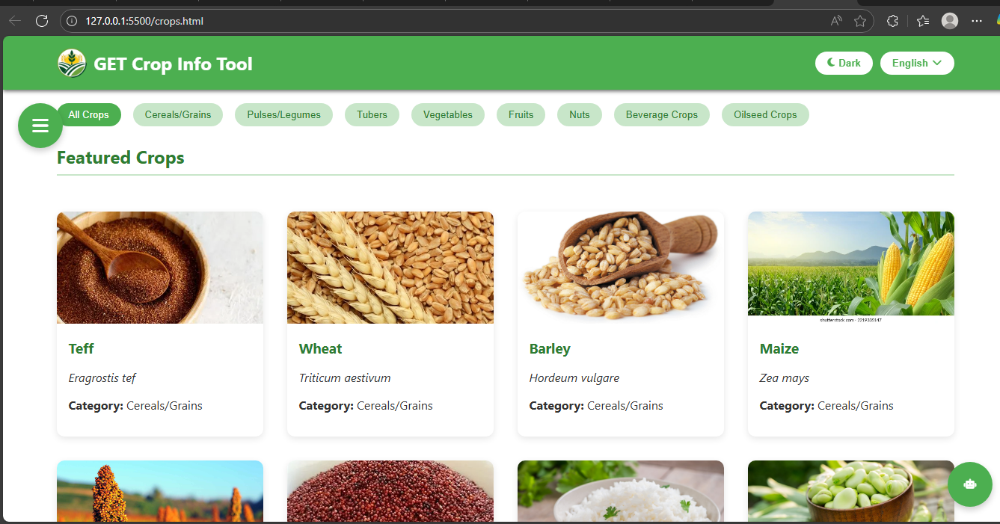 127.0.0.1:5500/crops.html
GET Crop Info Tool
Dark
English
All Crops
Cereals/Grains
Pulses/Legumes
Tubers
Vegetables
Fruits
Nuts
Beverage Crops
Oilseed Crops
Featured Crops
shutterstock.com · 2219335147
Teff
Wheat
Barley
Maize
Eragrostis tef
Triticum aestivum
Hordeum vulgare
Zea mays
Category: Cereals/Grains
Category: Cereals/Grains
Category: Cereals/Grains
Category: Cereals/Grains